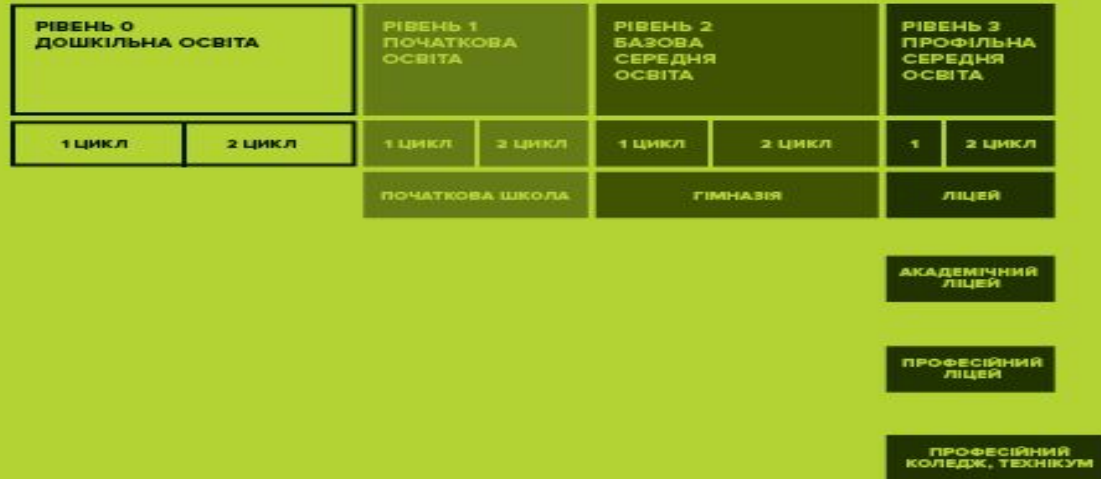 РІВЕНЬ 0
ДОШКІЛЬНА ОСВІТА
РІВЕНЬ 1
ПОЧАТКОВА
ОСВІТА
РІВЕНЬ 2
БАЗОВА
СЕРЕДНЯ
ОСВІТА
РІВЕНЬ 3
ПРОФІЛЬНА
СЕРЕДНЯ
ОСВІТА
1 ЦИКЛ
2 ЦИКЛ
1 ЦИКЛ
2 ЦИКЛ
1 ЦИКЛ
2 ЦИКЛ
1
2 ЦИКЛ
ПОЧАТКОВА ШКОЛА
ГІМНАЗІЯ
ЛІЦЕЙ
АКАДЕМІЧНИЙ
ЛІЦЕЙ
ПРОФЕСІЙНИЙ
ЛІЦЕЙ
ПРОФЕСІЙНИЙ
КОЛЕДЖ, ТЕХНІКУМ